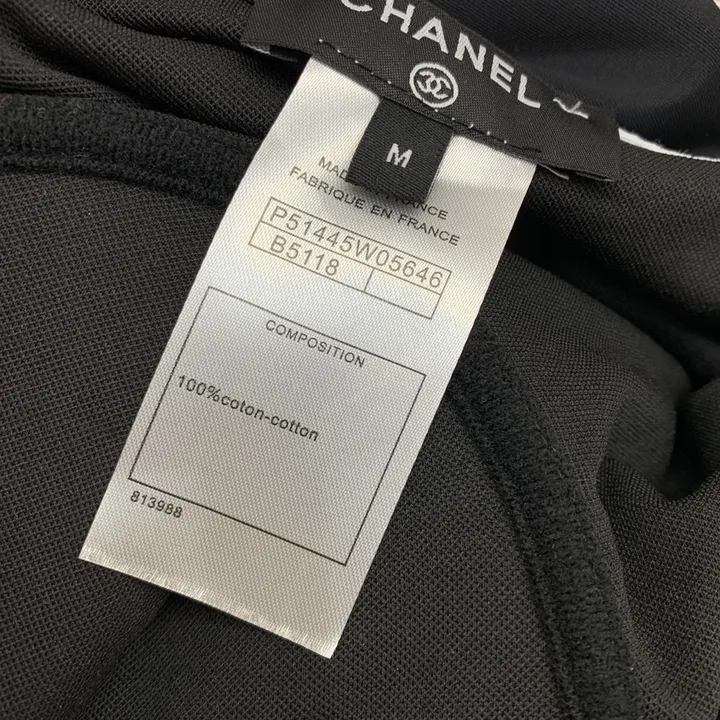 CHANEL
M
MADE IN FRANCE
FABRIQUE EN FRANCE
P51445W05646
B5118
COMPOSITION
100%coton-cotton
813988